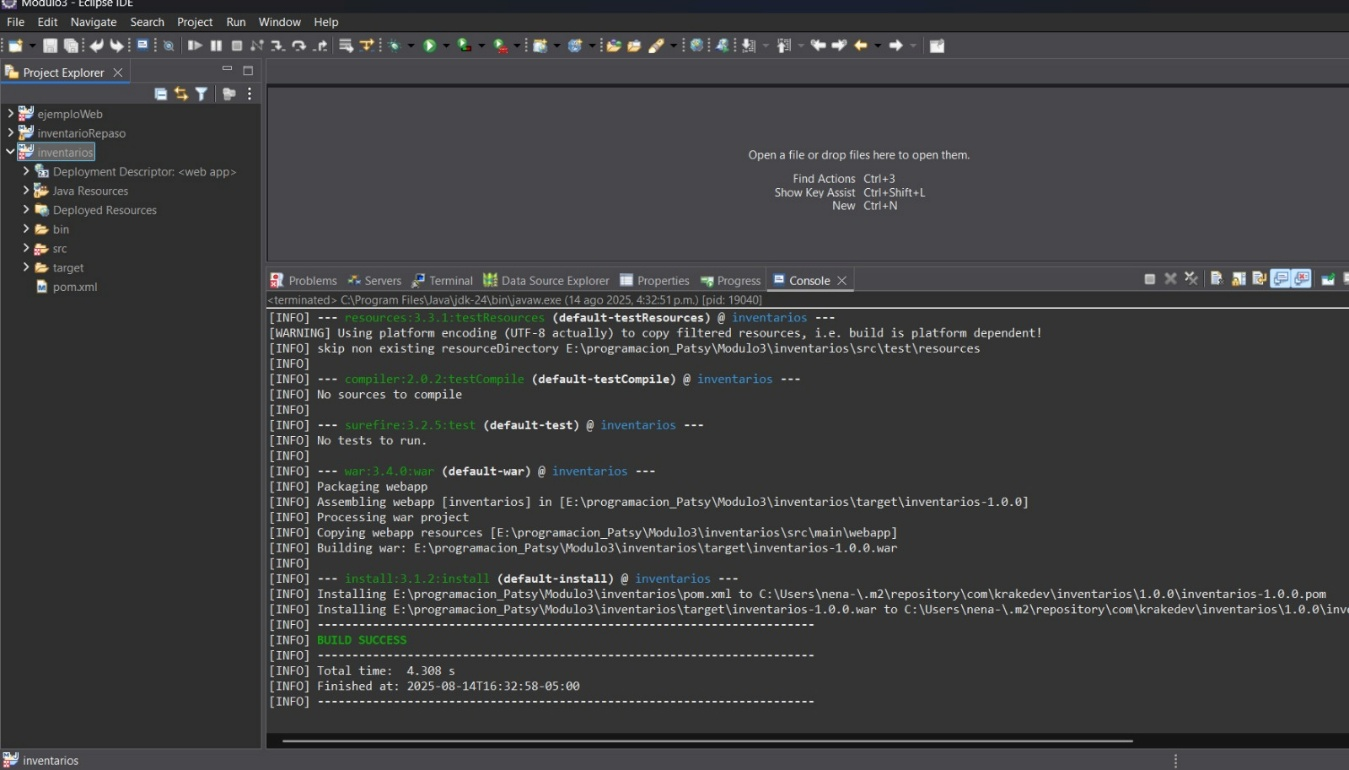 Modulo3 - Eclipse IDE
File Edit Navigate Search Project Run Window Help
Project Explorer
ejemploWeb
inventarioRepaso
inventarios
Deployment Descriptor: <web app>
Java Resources
Deployed Resources
bin
src
target
pom.xml
Open a file or drop files here to open them.
Find Actions Ctrl+3
Show Key Assist Ctrl+Shift+L
New Ctrl+N
Problems Servers Terminal Data Source Explorer Properties Progress Console
<terminated> C:\Program Files\Java\jdk-24\bin\javaw.exe (14 ago 2025, 4:32:51 p.m.) [pid: 19040]
[INFO] --- resources:3.3.1:testResources (default-testResources) @ inventarios ---
[WARNING] Using platform encoding (UTF-8 actually) to copy filtered resources, i.e. build is platform dependent!
[INFO] skip non existing resourceDirectory E:\programacion_Patsy\Modulo3\inventarios\src\test\resources
[INFO]
[INFO] --- compiler:2.0.2:testCompile (default-testCompile) @ inventarios ---
[INFO] No sources to compile
[INFO]
[INFO] --- surefire:3.2.5:test (default-test) @ inventarios ---
[INFO] No tests to run.
[INFO]
[INFO] --- war:3.4.0:war (default-war) @ inventarios ---
[INFO] Packaging webapp
[INFO] Assembling webapp [inventarios] in [E:\programacion_Patsy\Modulo3\inventarios\target\inventarios-1.0.0]
[INFO] Processing war project
[INFO] Copying webapp resources [E:\programacion_Patsy\Modulo3\inventarios\src\main\webapp]
[INFO] Building war: E:\programacion_Patsy\Modulo3\inventarios\target\inventarios-1.0.0.war
[INFO]
[INFO] --- install:3.1.2:install (default-install) @ inventarios ---
[INFO] Installing E:\programacion_Patsy\Modulo3\inventarios\pom.xml to C:\Users\nena-\.m2\repository\com\krakedev\inventarios\1.0.0\inventarios-1.0.0.pom
[INFO] Installing E:\programacion_Patsy\Modulo3\inventarios\target\inventarios-1.0.0.war to C:\Users\nena-\.m2\repository\com\krakedev\inventarios\1.0.0\inve
[INFO] ------------------------------------------------------------------------
[INFO] BUILD SUCCESS
[INFO] ------------------------------------------------------------------------
[INFO] Total time: 4.308 s
[INFO] Finished at: 2025-08-14T16:32:58-05:00
[INFO] ------------------------------------------------------------------------
inventarios